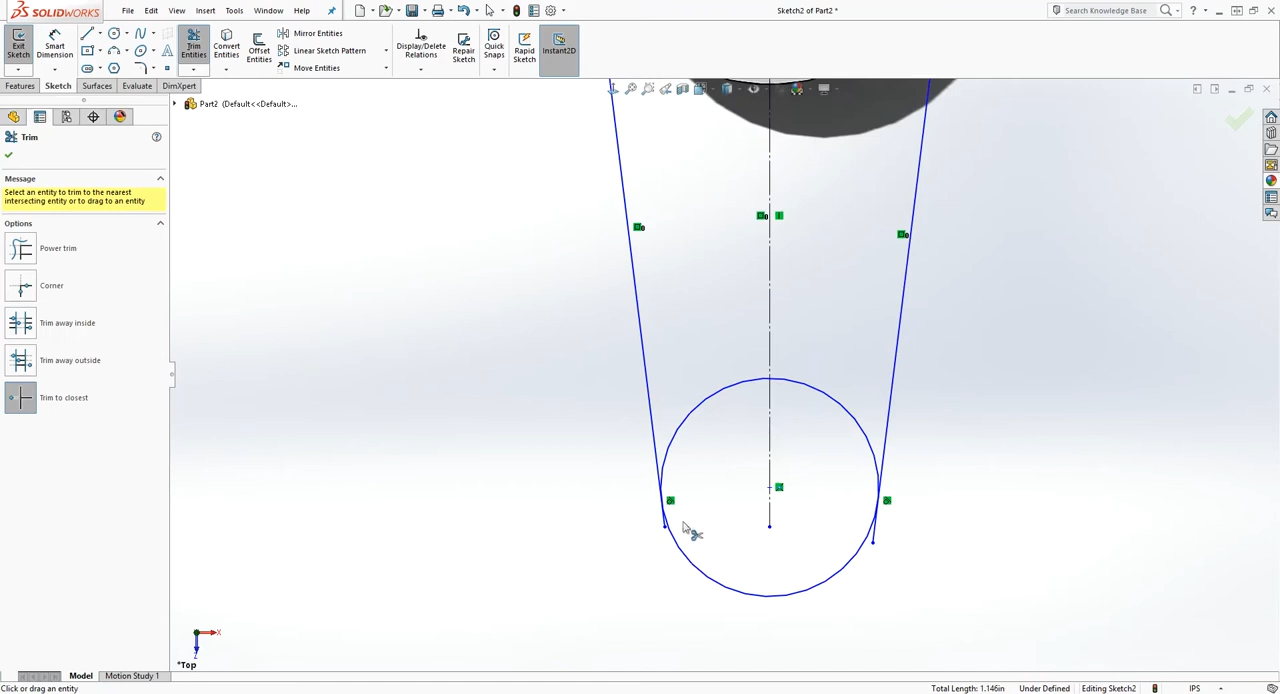 SOLIDWORKS
File Edit View Insert Tools Window Help
Sketch2 of Part2 *
Search Knowledge Base
Exit Sketch
Smart Dimension
Trim Entities
Convert Entities
Offset Entities
Mirror Entities
Linear Sketch Pattern
Move Entities
Display/Delete Relations
Repair Sketch
Quick Snaps
Rapid Sketch
Instant2D
Features Sketch Surfaces Evaluate DimXpert
Part2 (Default<<Default>...
Trim
Message
Select an entity to trim to the nearest
intersecting entity or to drag to an entity
Options
Power trim
Corner
Trim away inside
Trim away outside
Trim to closest
X
Z
*Top
Model Motion Study 1
Click or drag an entity
Total Length: 1.146in Under Defined Editing Sketch2 IPS